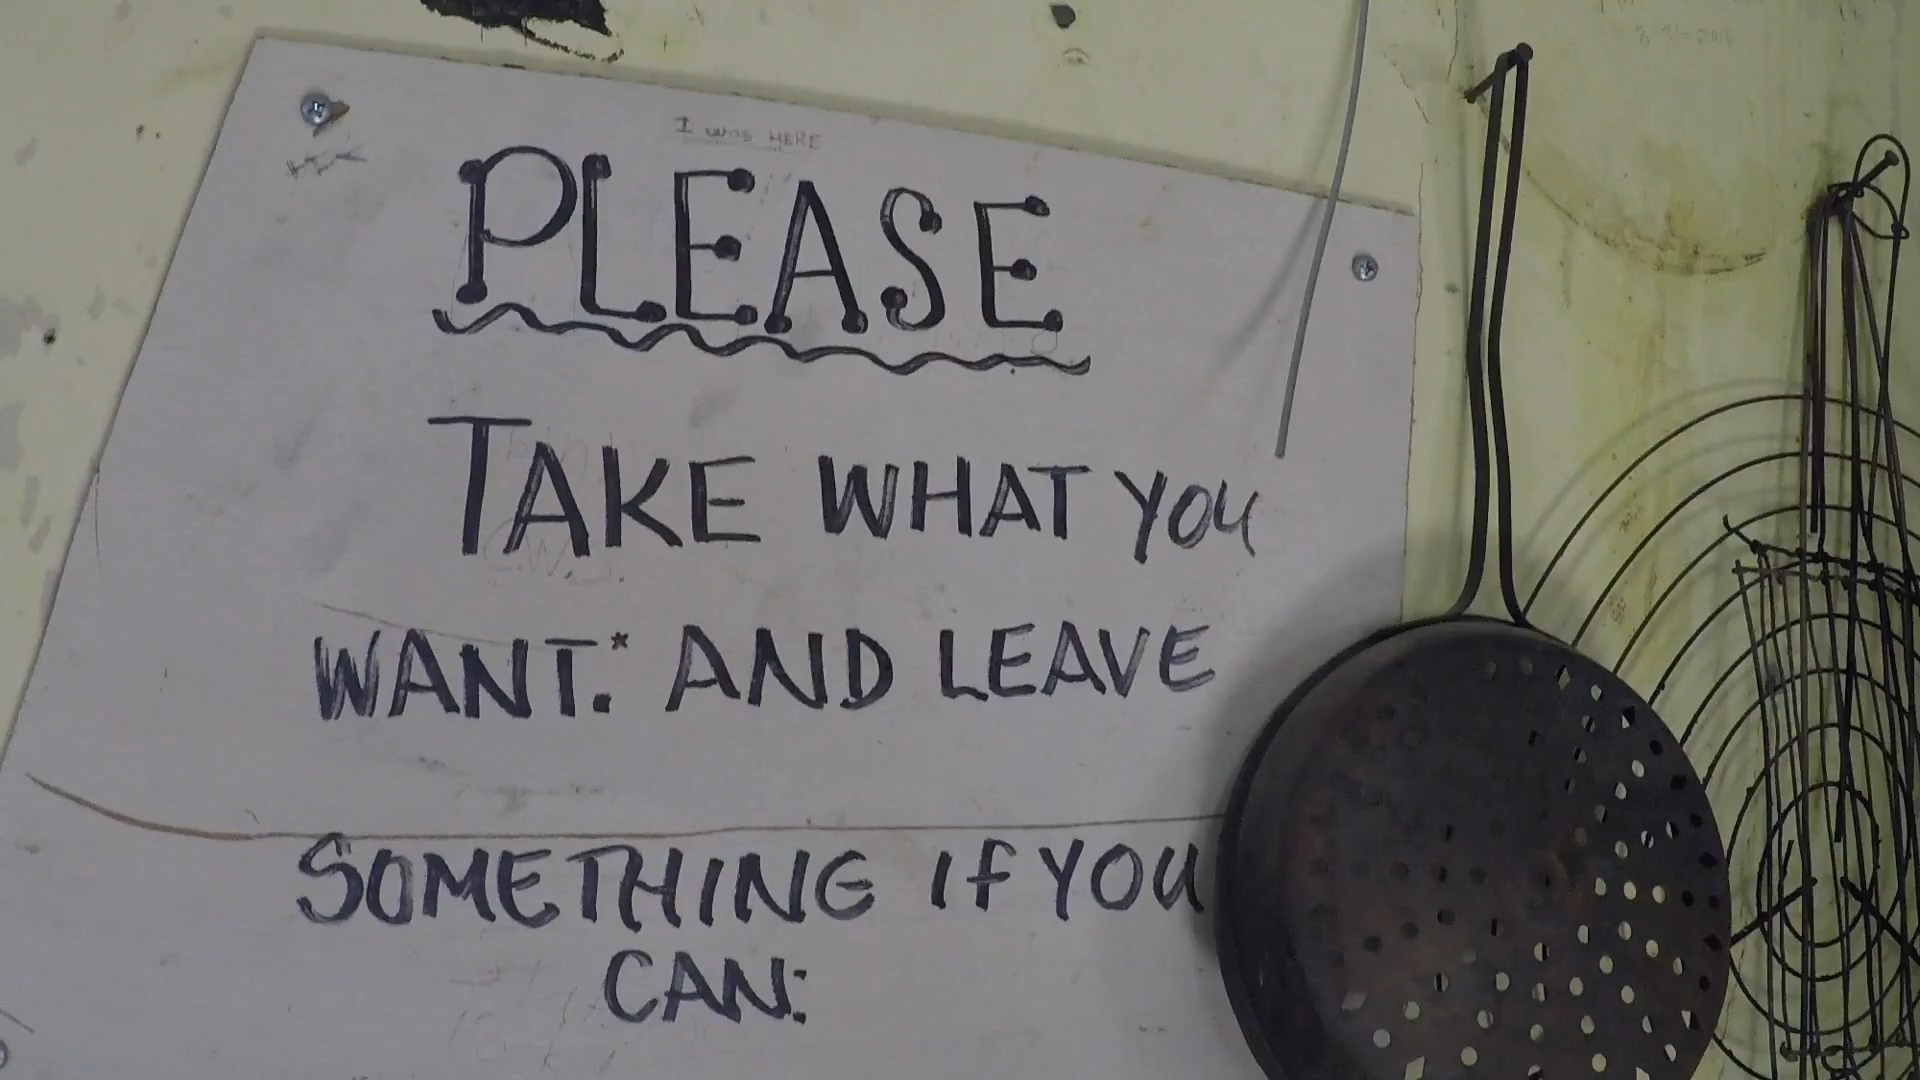 I was HERE
PLEASE
TAKE WHAT YOU
WANT.* AND LEAVE
SOMETHING IF YOU
CAN: